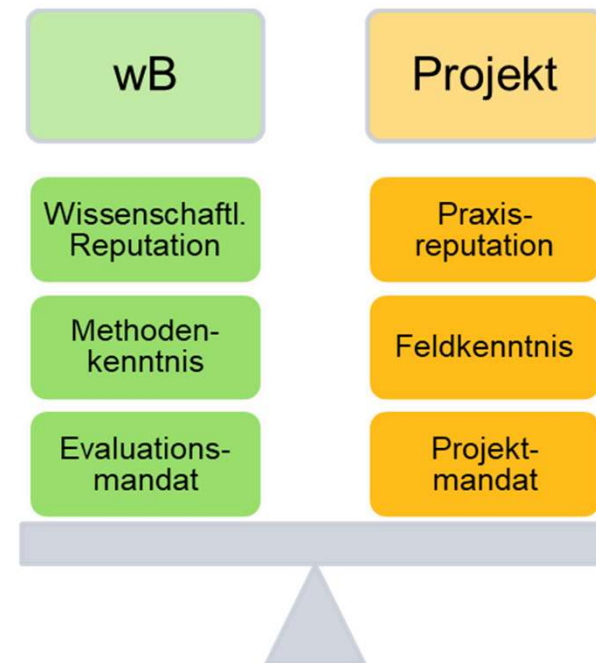 wB
Projekt
Wissenschaftl.
Reputation
Praxis-
reputation
Methoden-
kenntnis
Feldkenntnis
Evaluations-
mandat
Projekt-
mandat